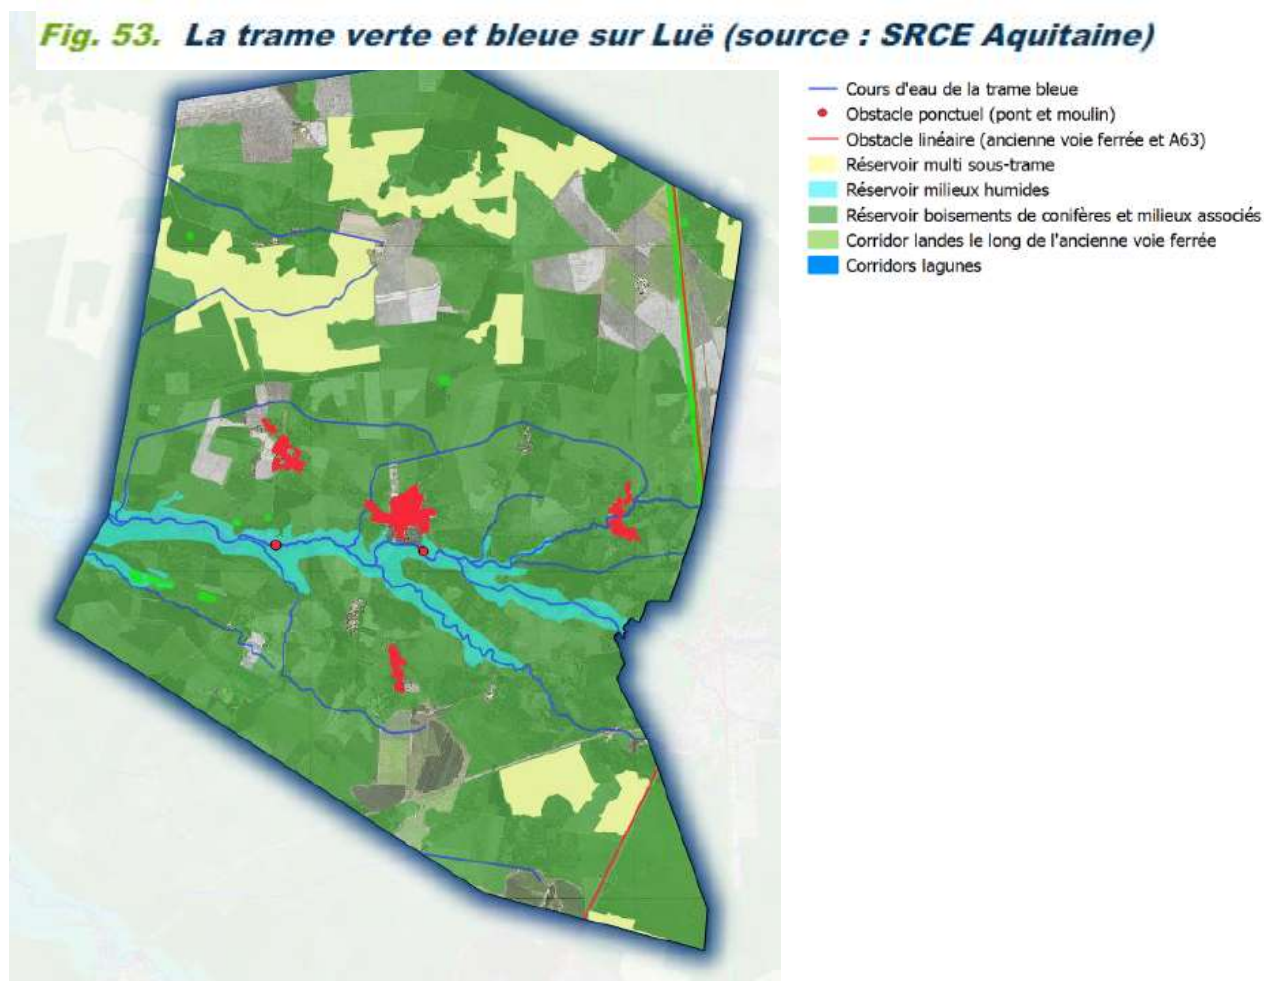 Fig. 53. La trame verte et bleue sur Luë (source : SRCE Aquitaine)
Cours d'eau de la trame bleue
Obstacle ponctuel (pont et moulin)
Obstacle linéaire (ancienne voie ferrée et A63)
Réservoir multi sous-trame
Réservoir milieux humides
Réservoir boisements de conifères et milieux associés
Corridor landes le long de l'ancienne voie ferrée
Corridors lagunes